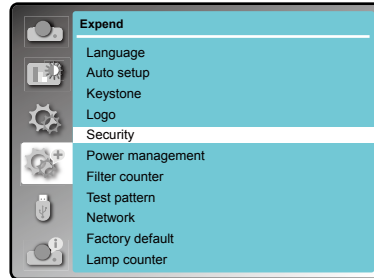 Expend
Language
Auto setup
Keystone
Logo
Security
Power management
Filter counter
Test pattern
Network
Factory default
Lamp counter